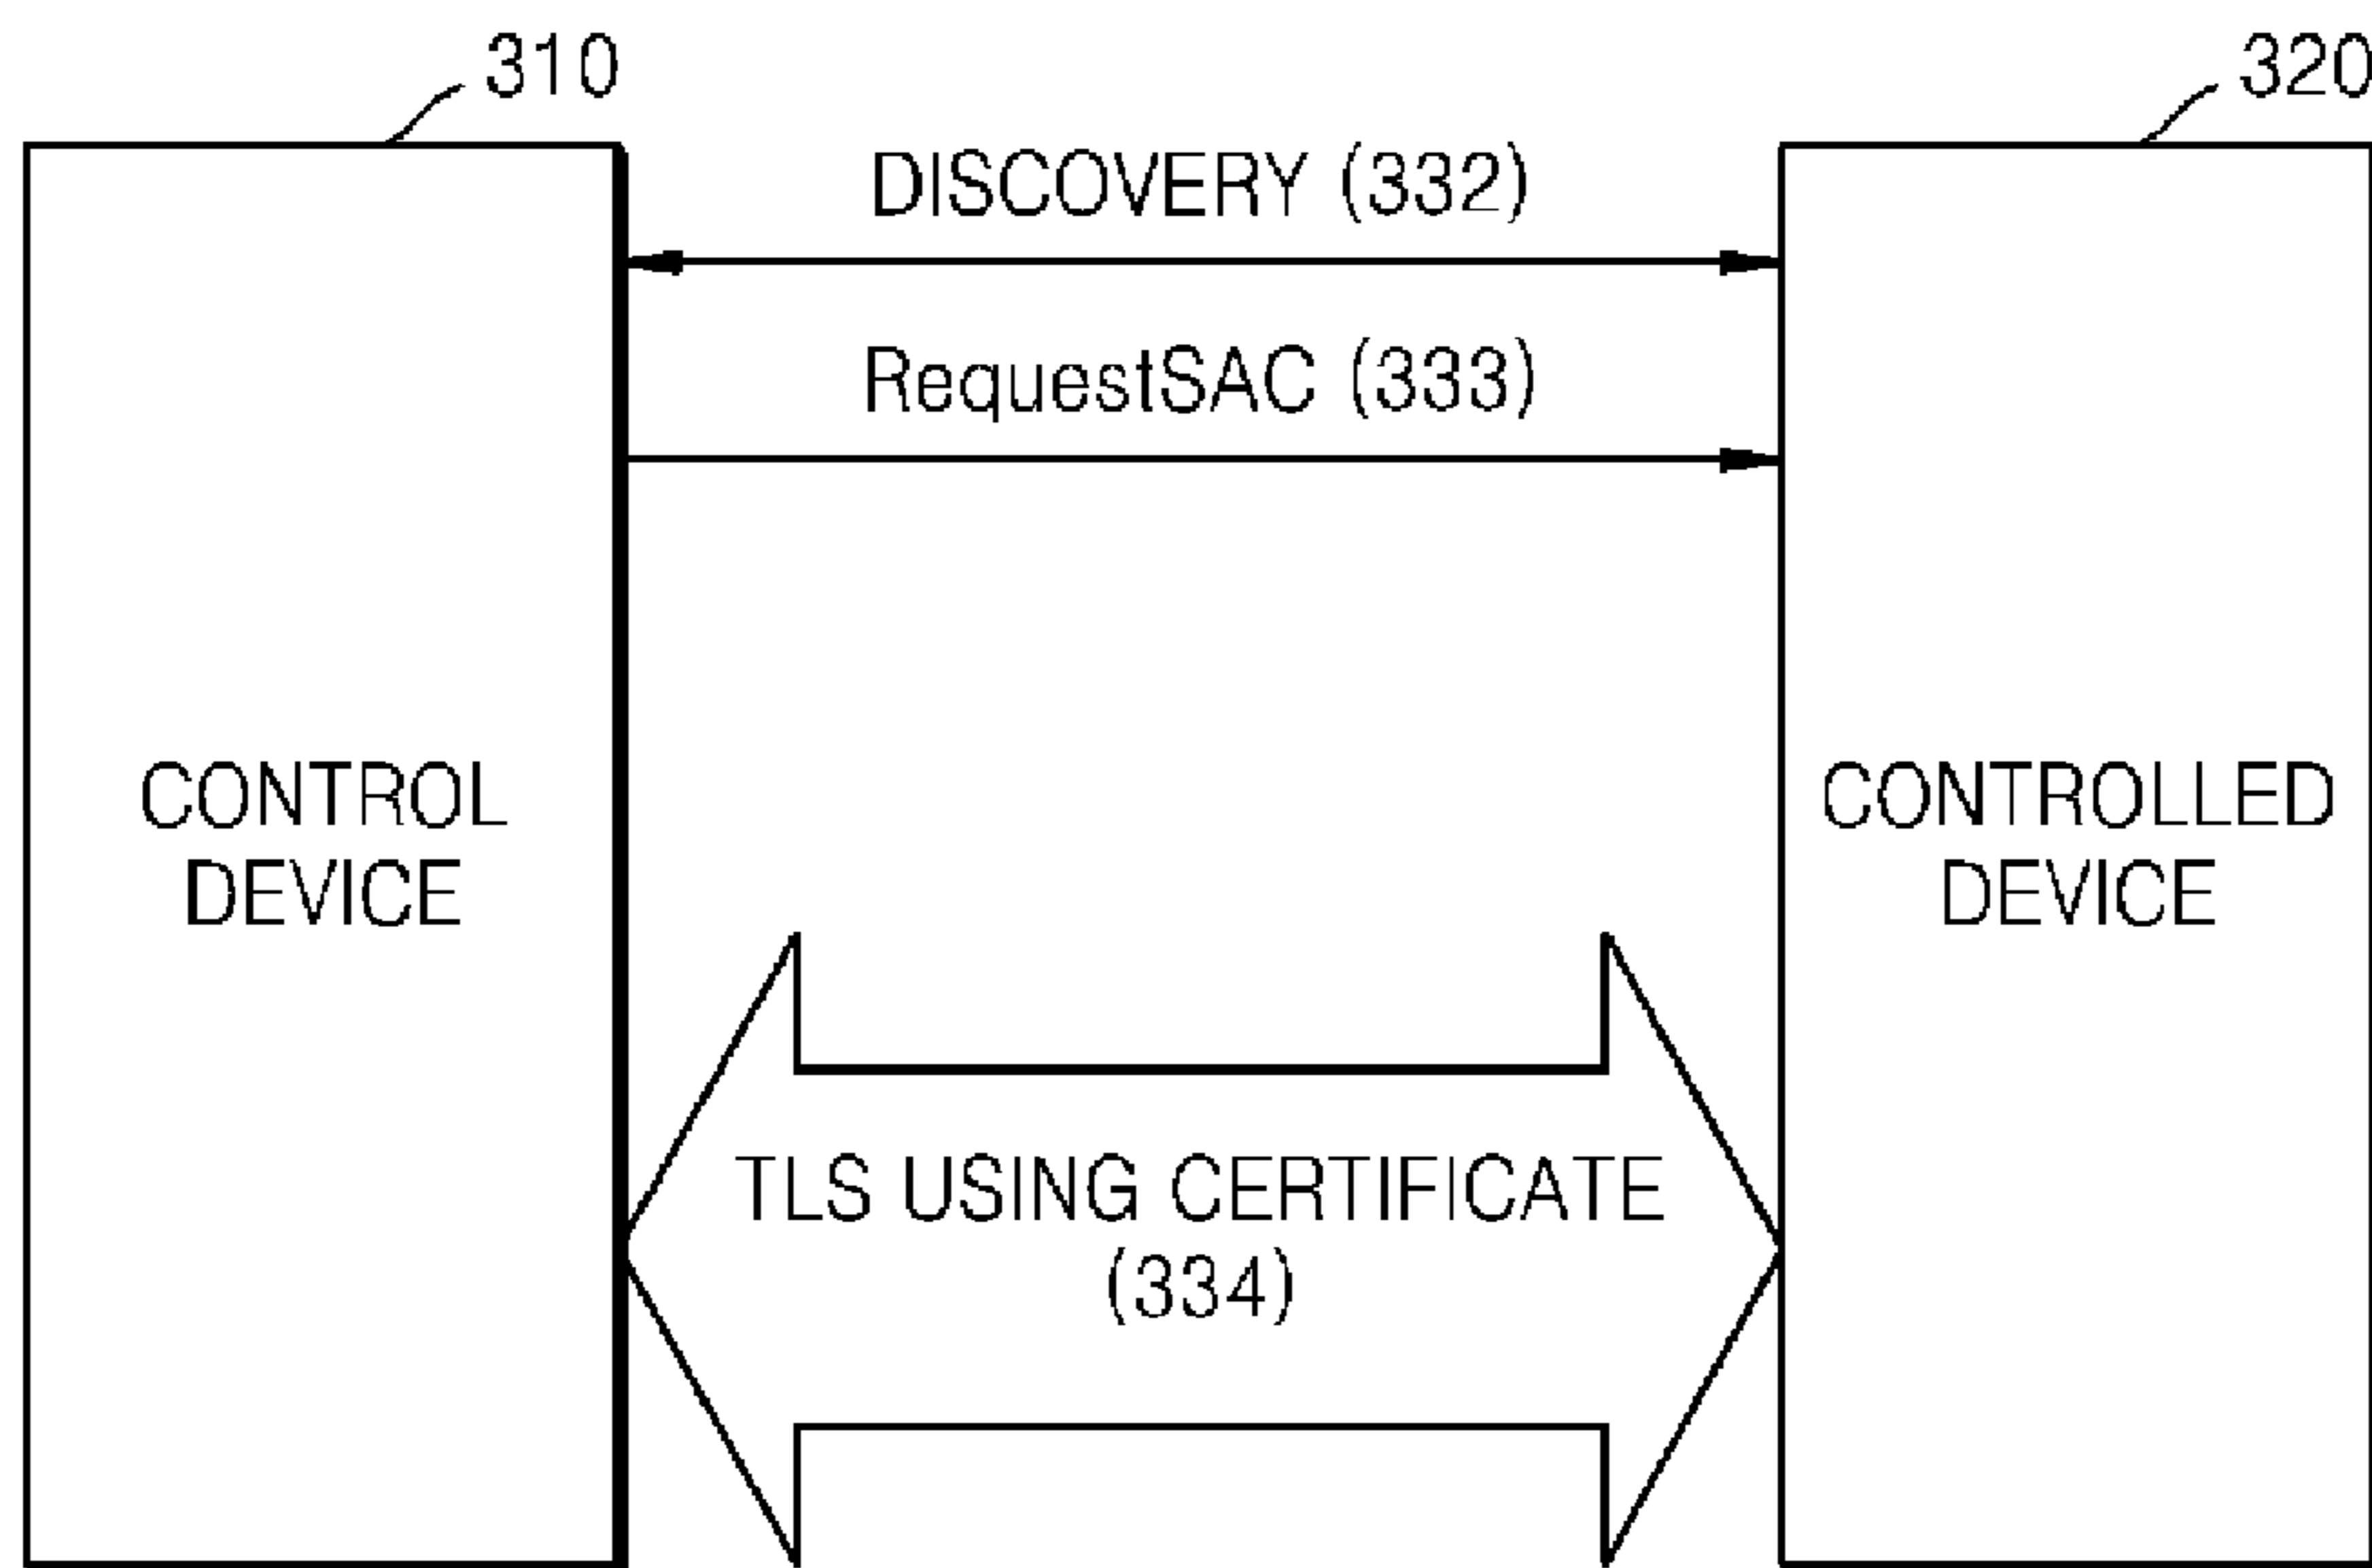 310
320
DISCOVERY (332)
RequestSAC (333)
CONTROL
DEVICE
CONTROLLED
DEVICE
TLS USING CERTIFICATE
(334)